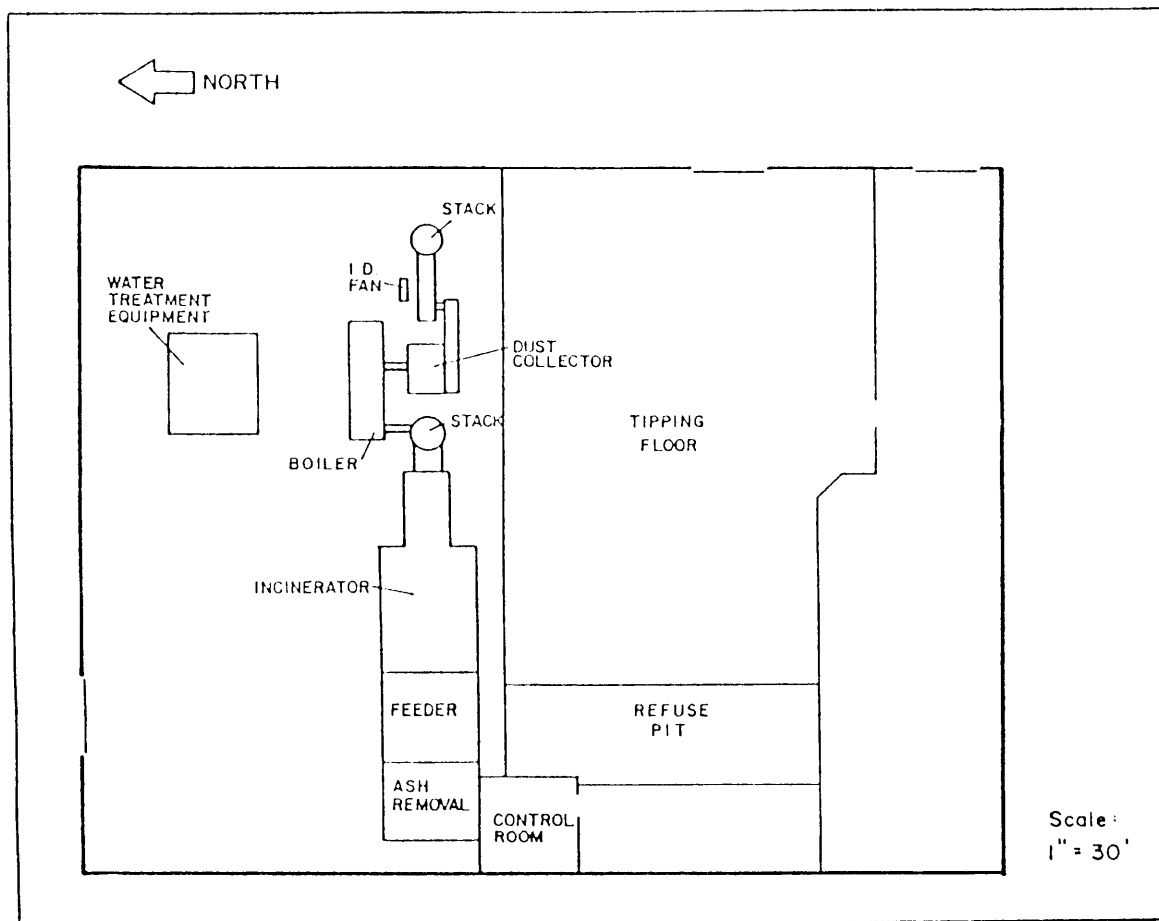 NORTH
STACK
I D
FAN
WATER
TREATMENT
EQUIPMENT
DUST
COLLECTOR
STACK
TIPPING
FLOOR
BOILER
INCINERATOR
FEEDER
REFUSE
PIT
ASH
REMOVAL
CONTROL
ROOM
Scale:
1" = 30'